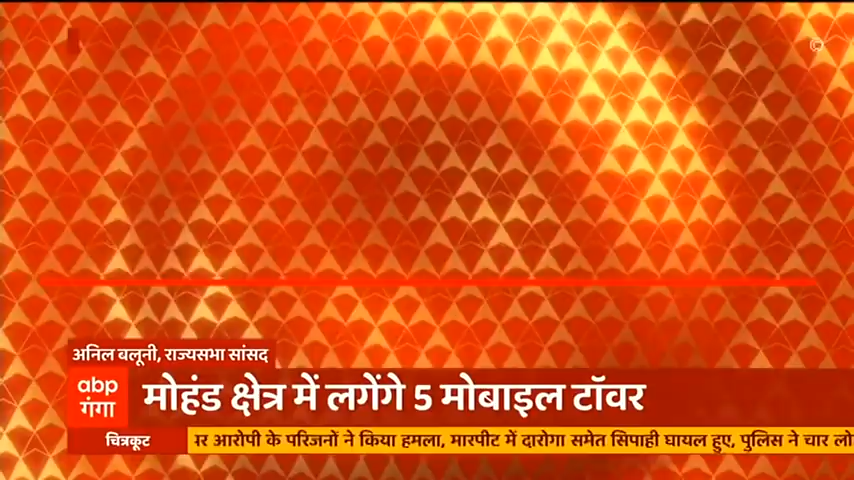 अनिल बलूनी, राज्यसभा सांसद
abp
गंगा
मोहंड क्षेत्र में लगेंगे 5 मोबाइल टॉवर
चित्रकूट
आरोपी के परिजनों ने किया हमला, मारपीट में दारोगा समेत सिपाही घायल हुए, पुलिस ने चार